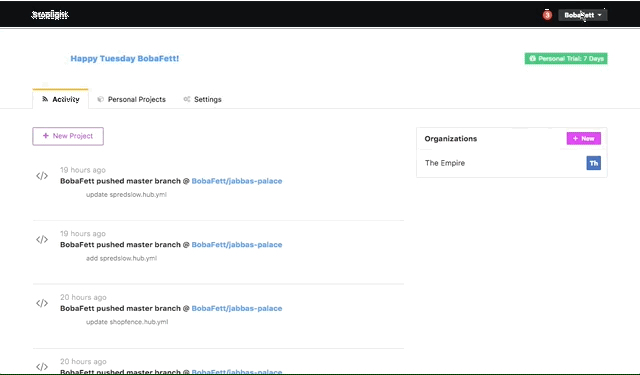 3
BobaFett
Happy Tuesday BobaFett!
Personal Trial: 7 Days
Activity
Personal Projects
Settings
+ New Project
Organizations
+ New
The Empire
Th
19 hours ago
BobaFett pushed master branch @ BobaFett/jabbas-palace
update spredslow.hub.yml
19 hours ago
BobaFett pushed master branch @ BobaFett/jabbas-palace
add spredslow.hub.yml
20 hours ago
BobaFett pushed master branch @ BobaFett/jabbas-palace
update shopfence.hub.yml
20 hours ago
BobaFett pushed master branch @ BobaFett/jabbas-palace